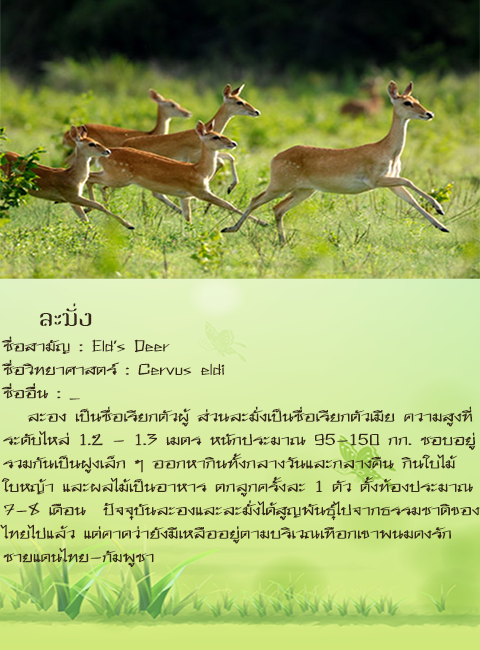 ละมั่ง
ชื่อสามัญ : Eld's Deer
ชื่อวิทยาศาสตร์ : Cervus eldi
ชื่ออื่น : _
ละอง เป็นชื่อเรียกตัวผู้ ส่วนละมั่งเป็นชื่อเรียกตัวเมีย ความสูงที่
ระดับไหล่ 1.2 - 1.3 เมตร หนักประมาณ 95-150 กก. ชอบอยู่
รวมกันเป็นฝูงเล็ก ๆ ออกหากินทั้งกลางวันและกลางคืน กินใบไม้
ใบหญ้า และผลไม้เป็นอาหาร ตกลูกครั้งละ 1 ตัว ตั้งท้องประมาณ
7-8 เดือน ปัจจุบันละองและละมั่งได้สูญพันธุ์ไปจากธรรมชาติของ
ไทยไปแล้ว แต่คาดว่ายังมีเหลืออยู่ตามบริเวณเทือกเขาพนมดงรัก
ชายแดนไทย-กัมพูชา